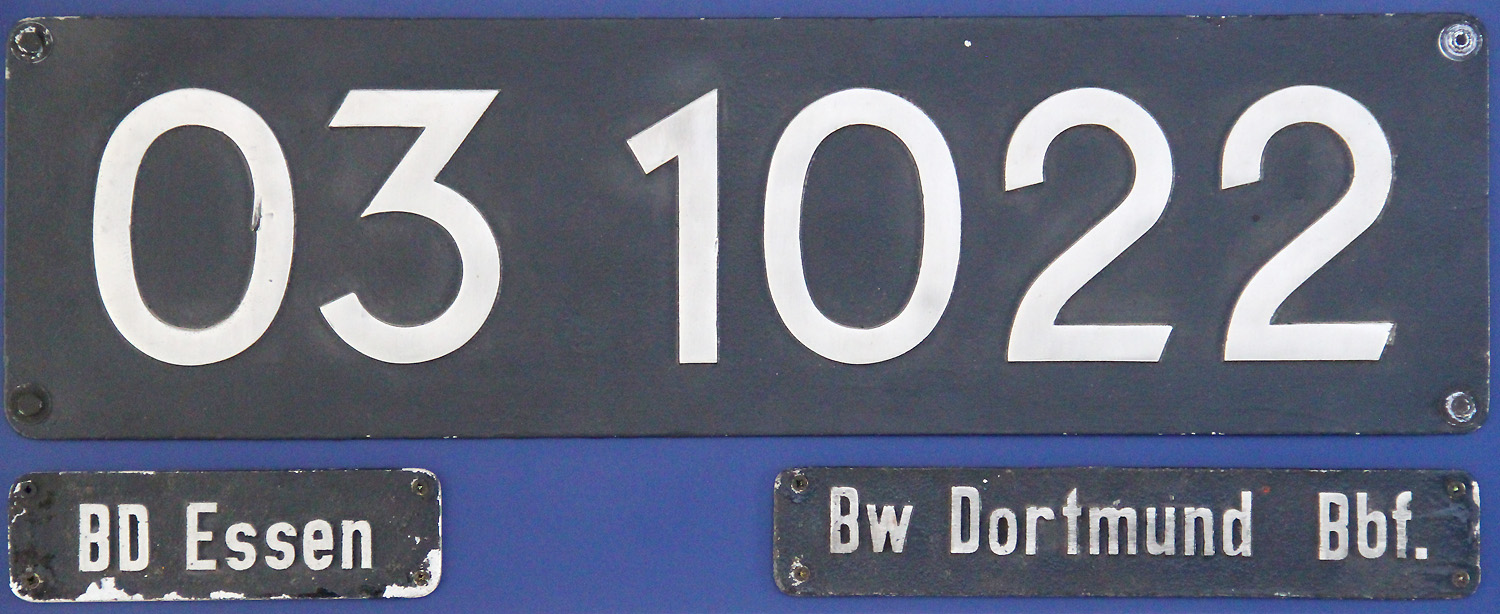 03 1022
BD Essen
Bw Dortmund Bbf.